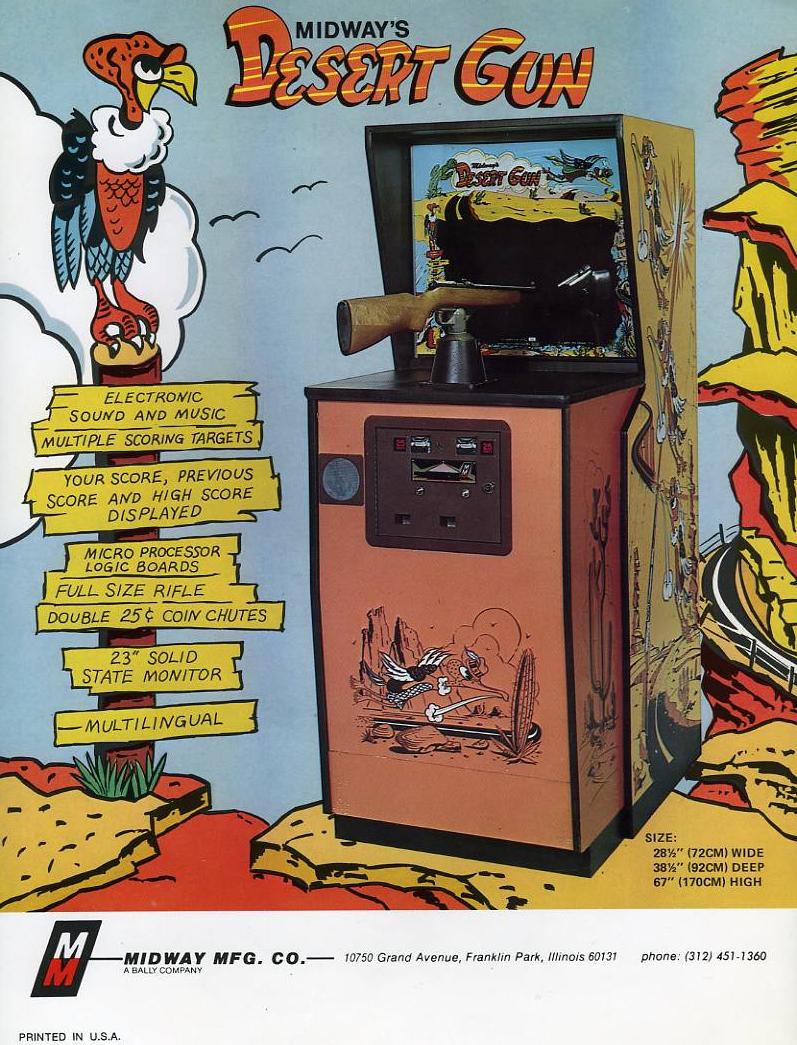 MIDWAY'S
DESERT GUN
Midway's
DESERT GUN
ELECTRONIC
SOUND AND MUSIC
MULTIPLE SCORING TARGETS
YOUR SCORE, PREVIOUS
SCORE AND HIGH SCORE
DISPLAYED
MICRO PROCESSOR
LOGIC BOARDS
FULL SIZE RIFLE
DOUBLE 25¢ COIN CHUTES
23" SOLID
STATE MONITOR
MULTILINGUAL
SIZE:
28½" (72CM) WIDE
38½" (92CM) DEEP
67" (170CM) HIGH
MM
MIDWAY MFG. CO.
A BALLY COMPANY
10750 Grand Avenue, Franklin Park, Illinois 60131
phone: (312) 451-1360
PRINTED IN U.S.A.